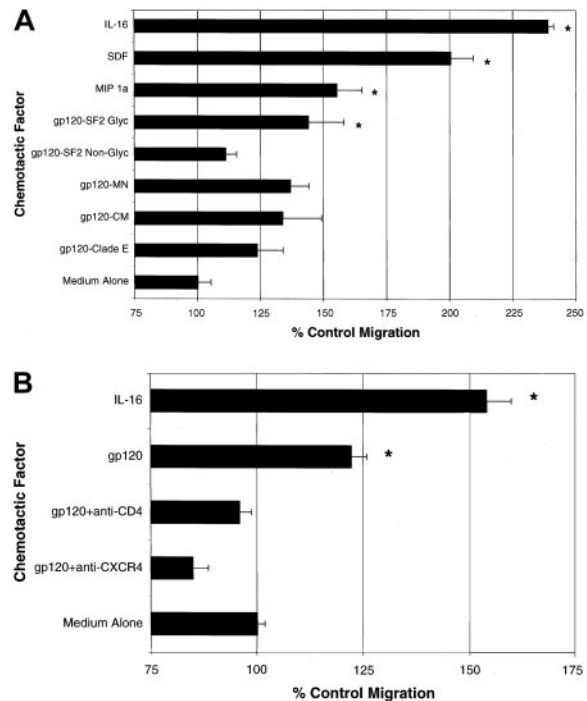 A
Chemotactic Factor
IL-16
*
SDF
*
MIP 1a
*
gp120-SF2 Glyc
*
gp120-SF2 Non-Glyc
gp120-MN
gp120-CM
gp120-Clade E
Medium Alone
75 100 125 150 175 200 225 250
% Control Migration
B
Chemotactic Factor
IL-16
*
gp120
*
gp120+anti-CD4
gp120+anti-CXCR4
Medium Alone
75 100 125 150 175
% Control Migration